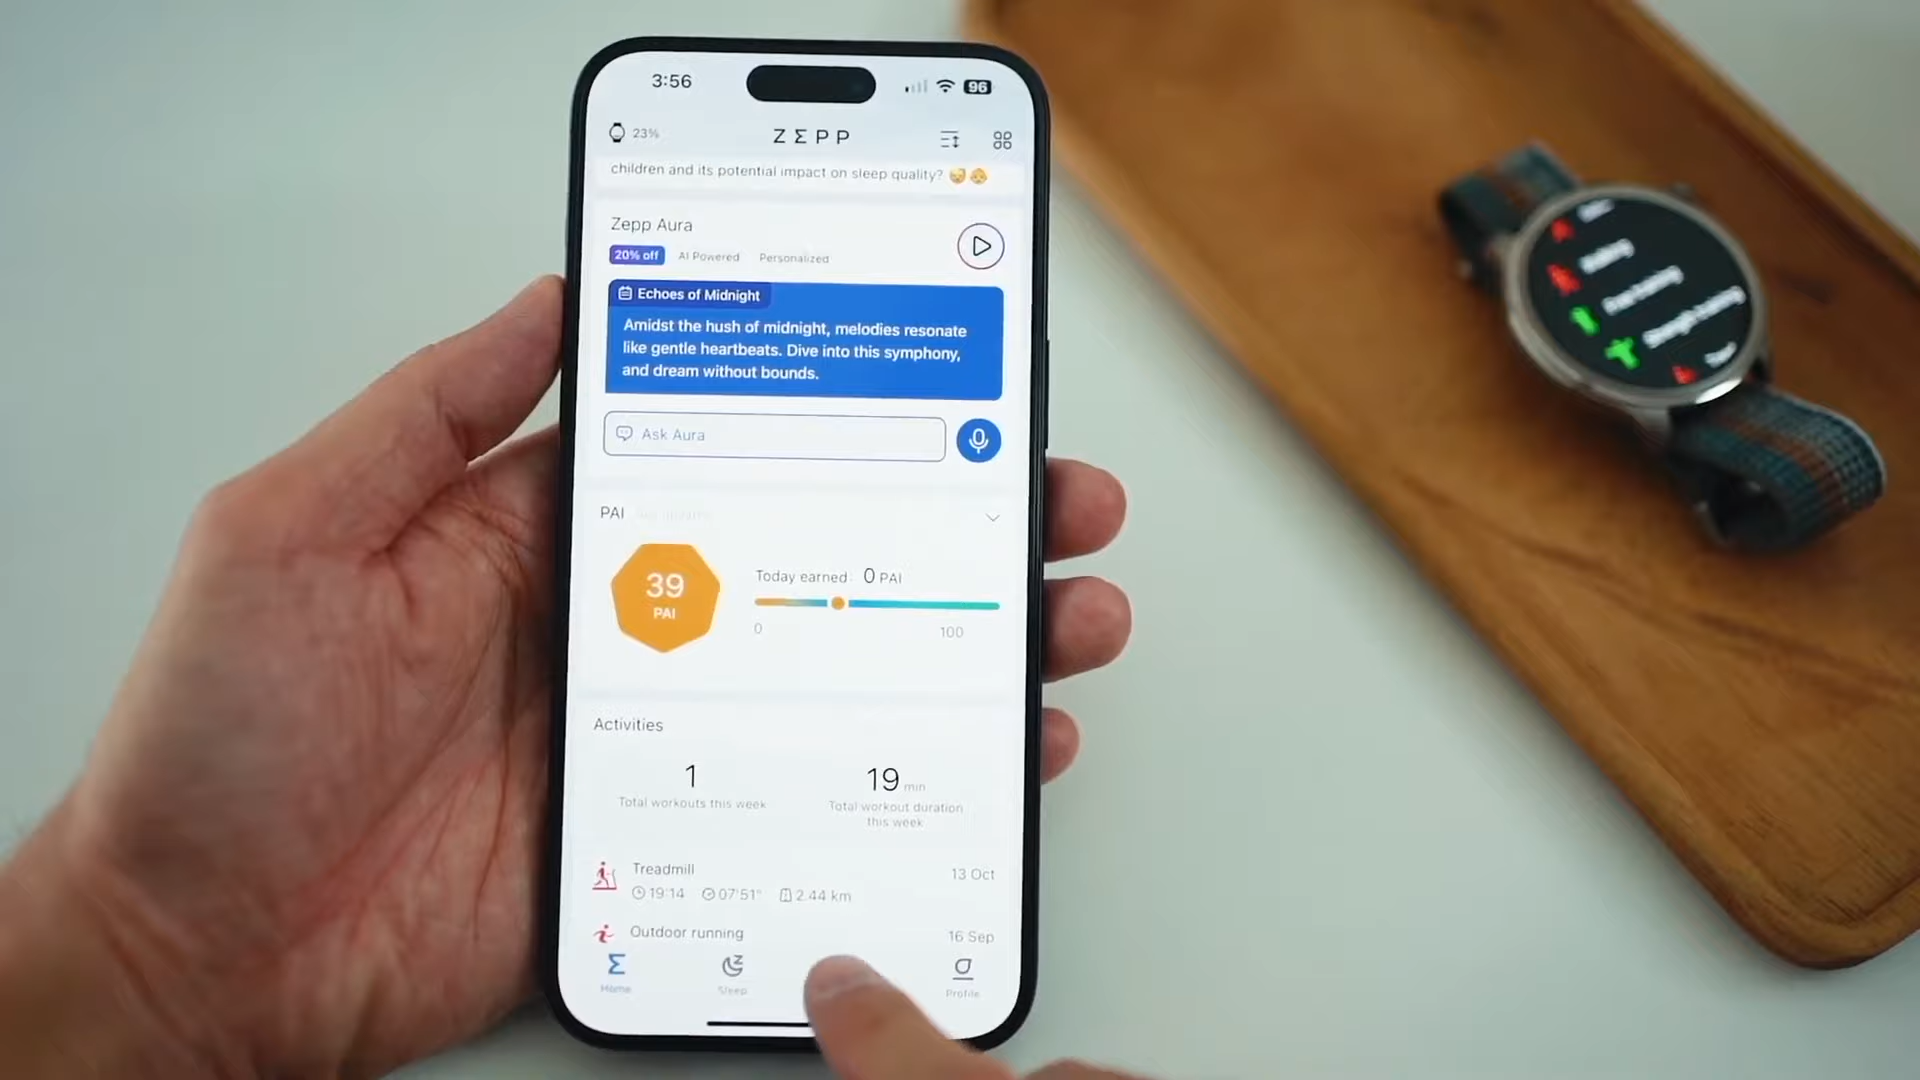 3:56
96
23%
ZΣPP
children and its potential impact on sleep quality? 😴👶
Zepp Aura
20% off AI Powered Personalized
Echoes of Midnight
Amidst the hush of midnight, melodies resonate
like gentle heartbeats. Dive into this symphony,
and dream without bounds.
Ask Aura
PAI
39
PAI
Today earned: 0 PAI
0 100
Activities
1
Total workouts this week
19 min
Total workout duration
this week
Treadmill
13 Oct
19:14 07'51" 2.44 km
Outdoor running
16 Sep
Home
Sleep
Profile
Walking
Strength training